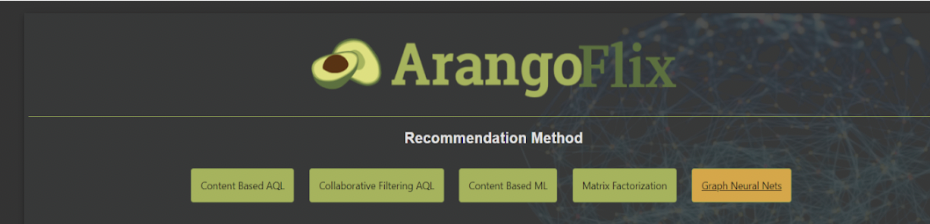 ArangoFlix
Recommendation Method
Content Based AQL
Collaborative Filtering AQL
Content Based ML
Matrix Factorization
Graph Neural Nets